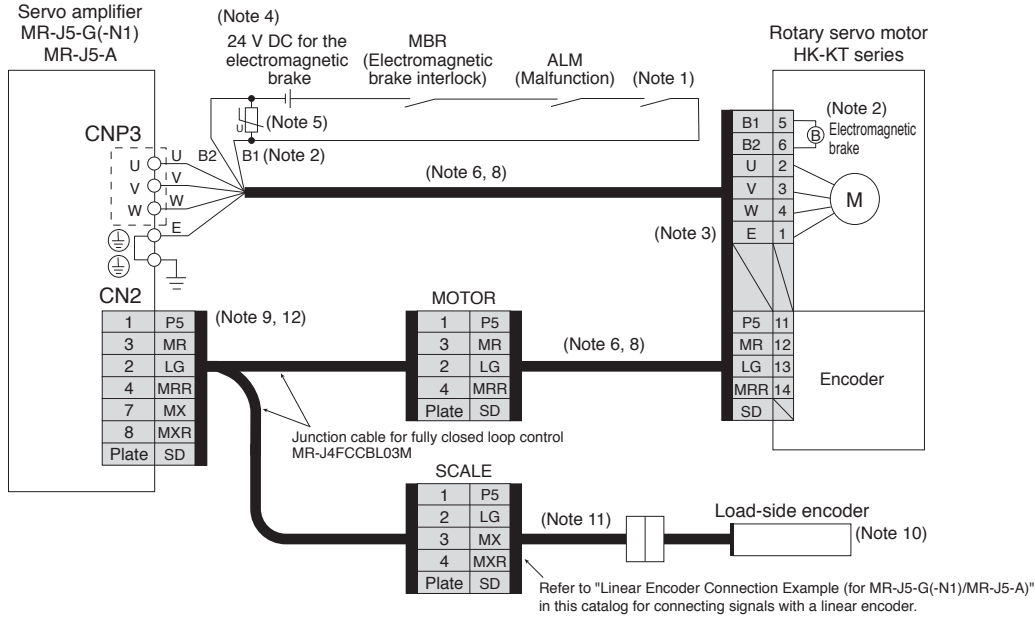 Servo amplifier
MR-J5-G(-N1)
MR-J5-A
(Note 4)
24 V DC for the
electromagnetic
brake
MBR
(Electromagnetic
brake interlock)
ALM
(Malfunction)
(Note 1)
Rotary servo motor
HK-KT series
U
(Note 5)
CNP3
U
V
W
U
V
W
E
B2
B1 (Note 2)
(Note 6, 8)
(Note 3)
B1 5
B2 6
U 2
V 3
W 4
E 1
(Note 2)
B
Electromagnetic
brake
M
CN2
1 P5
3 MR
2 LG
4 MRR
7 MX
8 MXR
Plate SD
(Note 9, 12)
MOTOR
1 P5
3 MR
2 LG
4 MRR
Plate SD
(Note 6, 8)
P5 11
MR 12
LG 13
MRR 14
SD
Encoder
Junction cable for fully closed loop control
MR-J4FCCBL03M
SCALE
1 P5
2 LG
3 MX
4 MXR
Plate SD
(Note 11)
Load-side encoder
(Note 10)
Refer to "Linear Encoder Connection Example (for MR-J5-G(-N1)/MR-J5-A)"
in this catalog for connecting signals with a linear encoder.